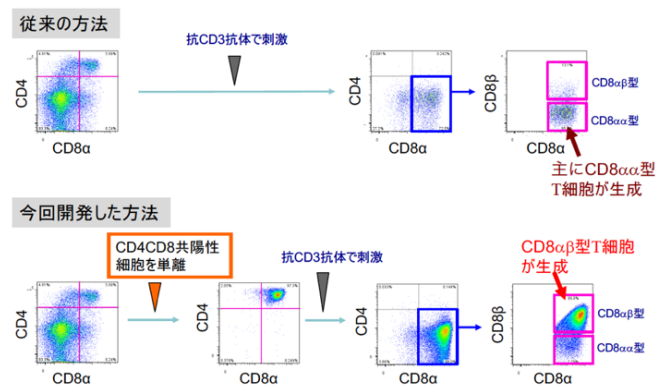 従来の方法
抗CD3抗体で刺激
CD4
CD8α
CD4
CD8α
CD8β
CD8α
CD8αβ型
CD8αα型
主にCD8αα型
T細胞が生成
今回開発した方法
CD4CD8共陽性
細胞を単離
抗CD3抗体で刺激
CD8αβ型T細胞
が生成
CD4
CD8α
CD4
CD8α
CD4
CD8α
CD8β
CD8α
CD8αβ型
CD8αα型